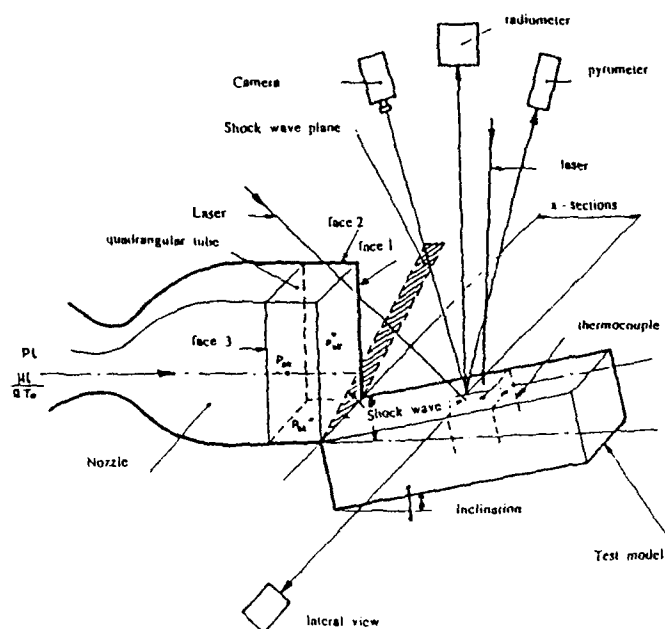 radiometer
Camera
pyrometer
Shock wave plane
laser
x - sections
Laser
face 2
quadrangular tube
face 1
face 3
thermocouple
Pt
Shock wave
Nozzle
Inclination
Test model
lateral view